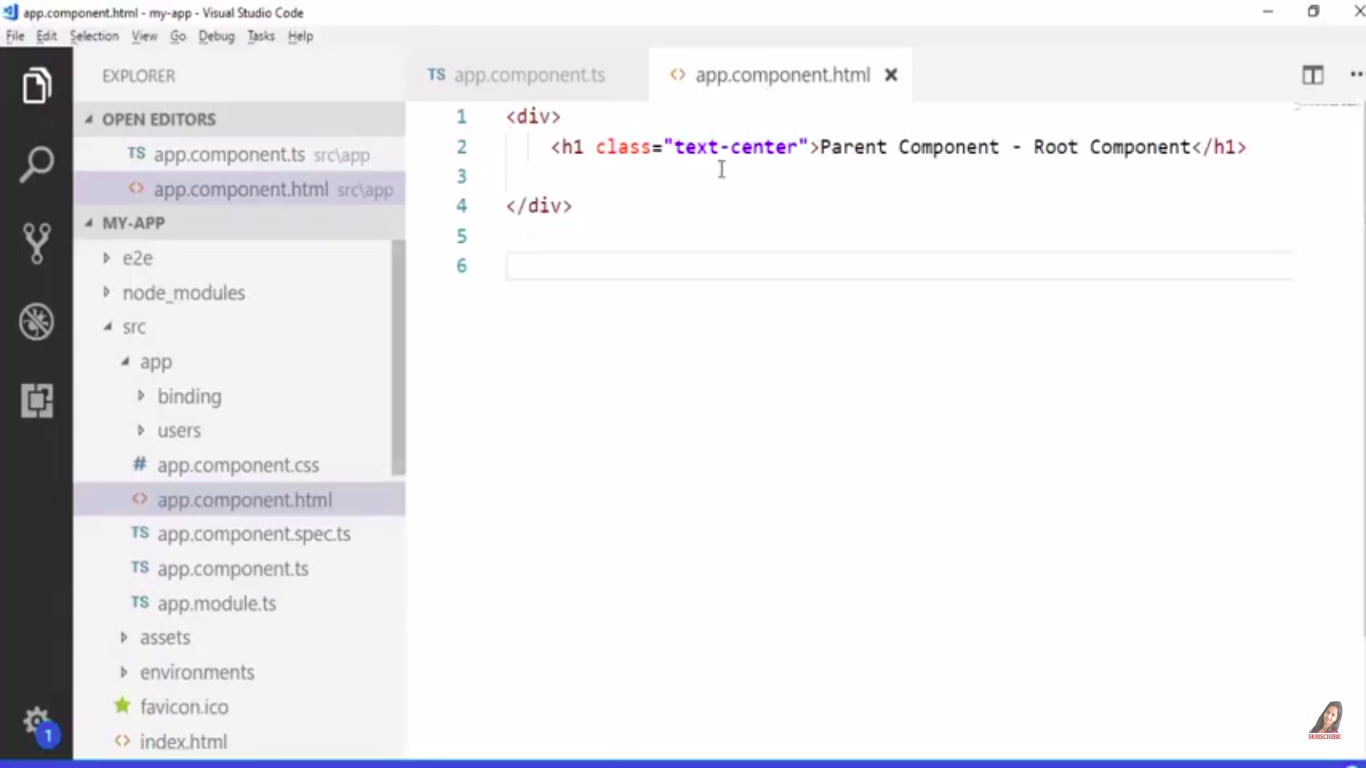 app.component.html - my-app - Visual Studio Code
File Edit Selection View Go Debug Tasks Help
EXPLORER
OPEN EDITORS
TS app.component.ts src\app
<> app.component.html src\app
MY-APP
e2e
node_modules
src
app
binding
users
# app.component.css
<> app.component.html
TS app.component.spec.ts
TS app.component.ts
TS app.module.ts
assets
environments
favicon.ico
<> index.html
1
TS app.component.ts
<> app.component.html
1 <div>
2 <h1 class="text-center">Parent Component - Root Component</h1>
3
4 </div>
5
6
SUBSCRIBE